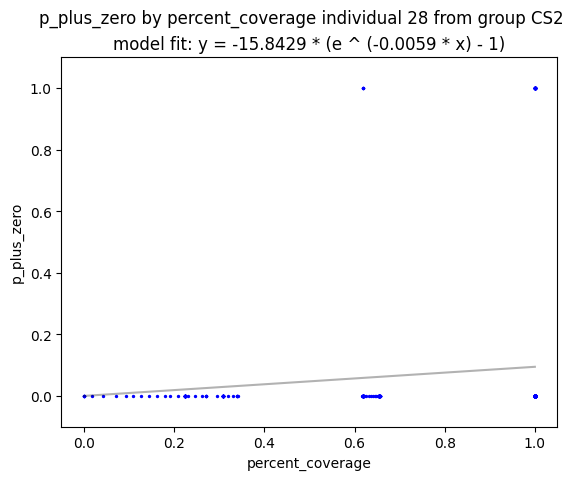 p_plus_zero by percent_coverage individual 28 from group CS2
model fit: y = -15.8429 * (e ^ (-0.0059 * x) - 1)
1.0
0.8
0.6
0.4
0.2
0.0
p_plus_zero
0.0 0.2 0.4 0.6 0.8 1.0
percent_coverage